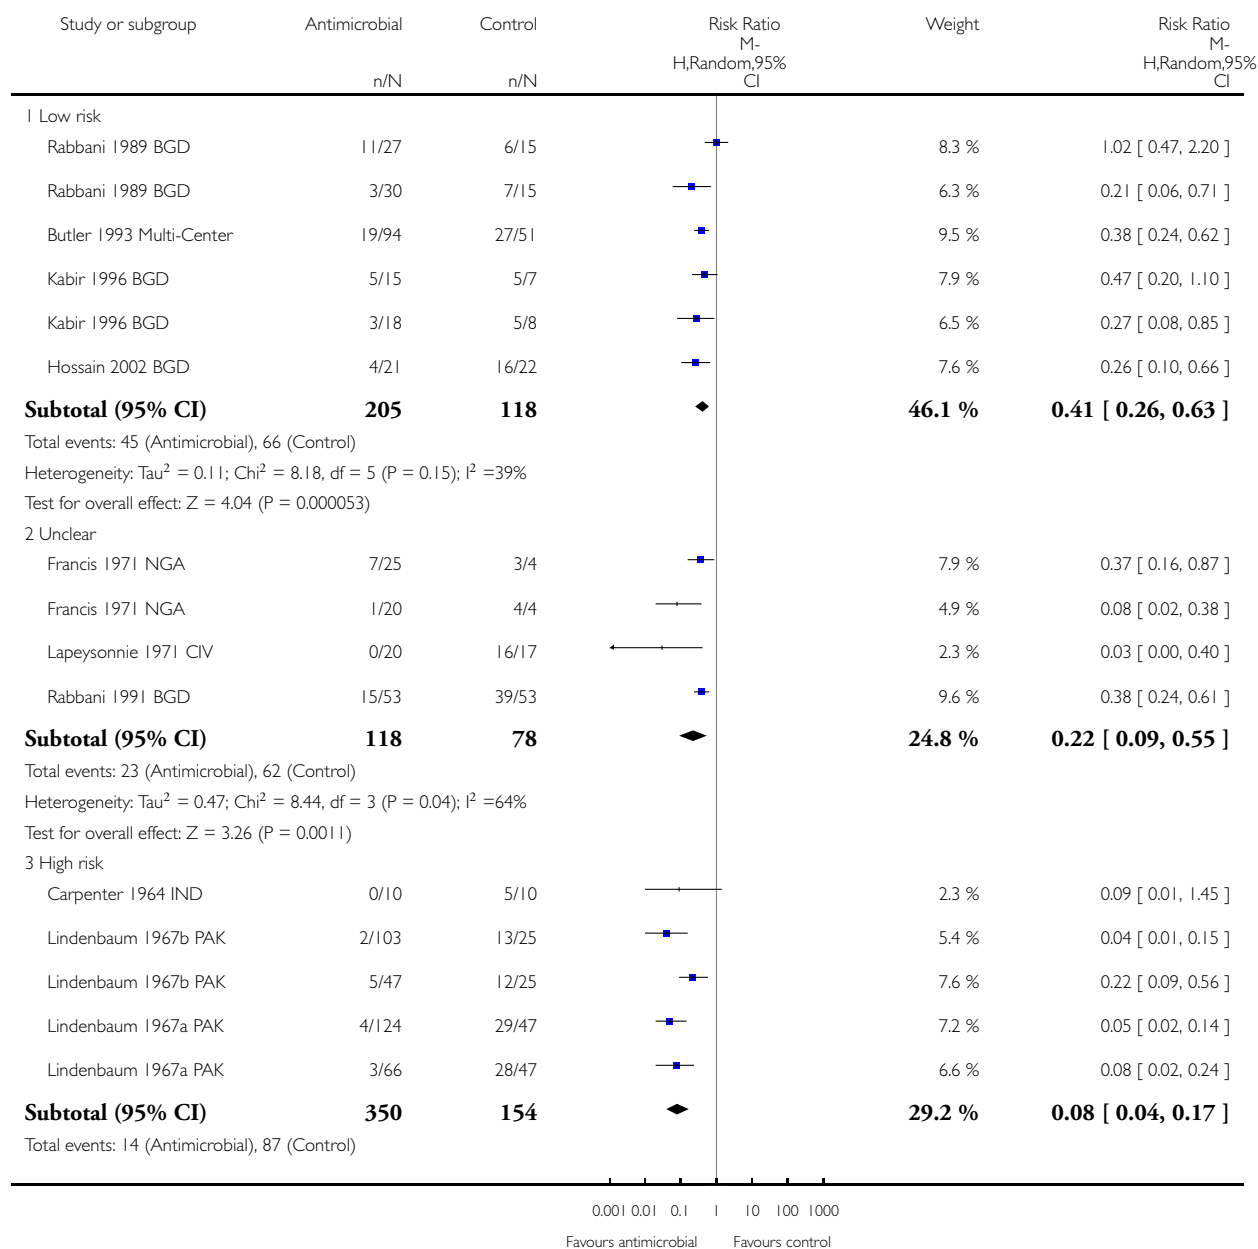 Study or subgroup Antimicrobial Control Risk Ratio Weight Risk Ratio
M- M-
H,Random,95% H,Random,95%
n/N n/N CI CI
1 Low risk
Rabbani 1989 BGD 11/27 6/15 8.3 % 1.02 [ 0.47, 2.20 ]
Rabbani 1989 BGD 3/30 7/15 6.3 % 0.21 [ 0.06, 0.71 ]
Butler 1993 Multi-Center 19/94 27/51 9.5 % 0.38 [ 0.24, 0.62 ]
Kabir 1996 BGD 5/15 5/7 7.9 % 0.47 [ 0.20, 1.10 ]
Kabir 1996 BGD 3/18 5/8 6.5 % 0.27 [ 0.08, 0.85 ]
Hossain 2002 BGD 4/21 16/22 7.6 % 0.26 [ 0.10, 0.66 ]
Subtotal (95% CI) 205 118 46.1 % 0.41 [ 0.26, 0.63 ]
Total events: 45 (Antimicrobial), 66 (Control)
Heterogeneity: Tau² = 0.11; Chi² = 8.18, df = 5 (P = 0.15); I² =39%
Test for overall effect: Z = 4.04 (P = 0.000053)
2 Unclear
Francis 1971 NGA 7/25 3/4 7.9 % 0.37 [ 0.16, 0.87 ]
Francis 1971 NGA 1/20 4/4 4.9 % 0.08 [ 0.02, 0.38 ]
Lapeysonnie 1971 CIV 0/20 16/17 2.3 % 0.03 [ 0.00, 0.40 ]
Rabbani 1991 BGD 15/53 39/53 9.6 % 0.38 [ 0.24, 0.61 ]
Subtotal (95% CI) 118 78 24.8 % 0.22 [ 0.09, 0.55 ]
Total events: 23 (Antimicrobial), 62 (Control)
Heterogeneity: Tau² = 0.47; Chi² = 8.44, df = 3 (P = 0.04); I² =64%
Test for overall effect: Z = 3.26 (P = 0.0011)
3 High risk
Carpenter 1964 IND 0/10 5/10 2.3 % 0.09 [ 0.01, 1.45 ]
Lindenbaum 1967b PAK 2/103 13/25 5.4 % 0.04 [ 0.01, 0.15 ]
Lindenbaum 1967b PAK 5/47 12/25 7.6 % 0.22 [ 0.09, 0.56 ]
Lindenbaum 1967a PAK 4/124 29/47 7.2 % 0.05 [ 0.02, 0.14 ]
Lindenbaum 1967a PAK 3/66 28/47 6.6 % 0.08 [ 0.02, 0.24 ]
Subtotal (95% CI) 350 154 29.2 % 0.08 [ 0.04, 0.17 ]
Total events: 14 (Antimicrobial), 87 (Control)
0.001 0.01 0.1 1 10 100 1000
Favours antimicrobial Favours control